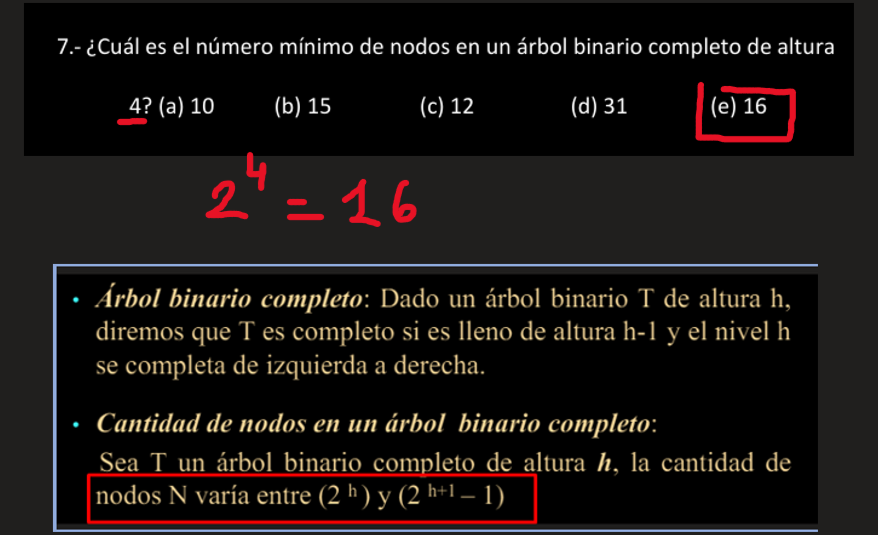 7.- ¿Cuál es el número mínimo de nodos en un árbol binario completo de altura
4? (a) 10 (b) 15 (c) 12 (d) 31 (e) 16
2⁴ = 16
• Árbol binario completo: Dado un árbol binario T de altura h,
diremos que T es completo si es lleno de altura h-1 y el nivel h
se completa de izquierda a derecha.
• Cantidad de nodos en un árbol binario completo:
Sea T un árbol binario completo de altura h, la cantidad de
nodos N varía entre (2 ʰ) y (2 ʰ⁺¹ – 1)